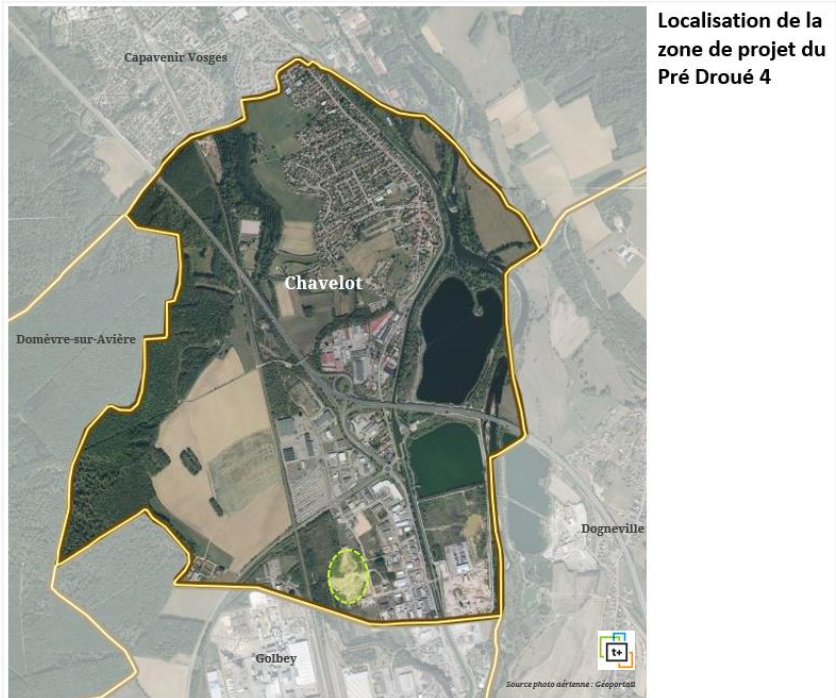 Localisation de la
zone de projet du
Pré Droué 4
Capavenir Vosges
Chavelot
Domèvre-sur-Avière
Dogneville
Golbey
t+
Source photo aérienne : Géoportail